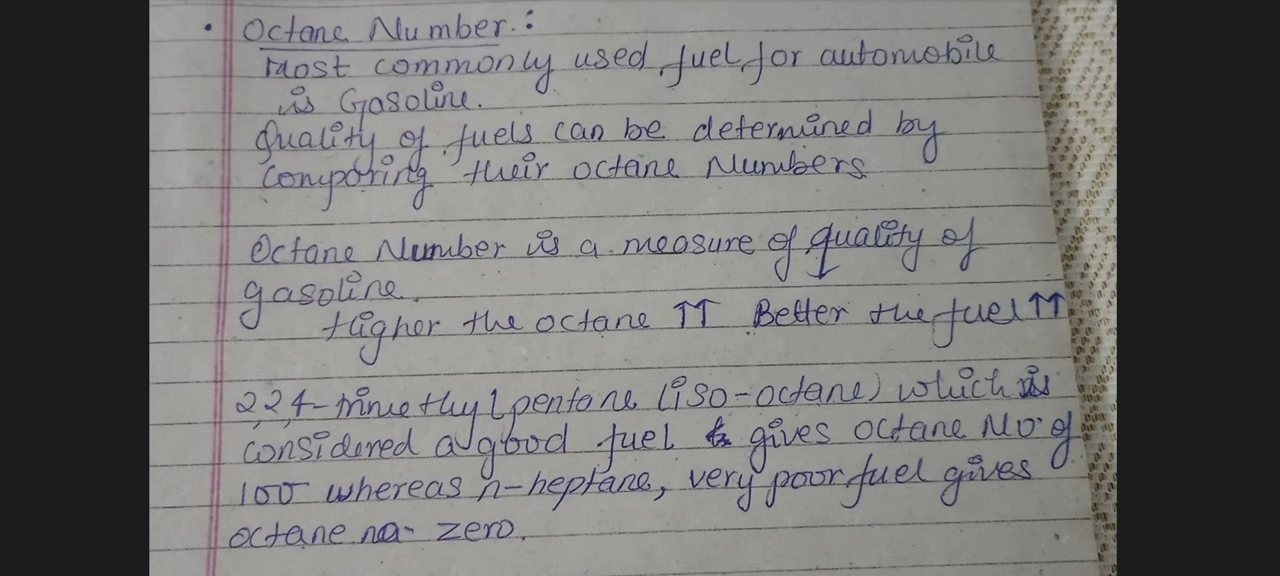 • Octane Number.:
Most commonly used fuel for automobile
is Gasoline.
Quality of fuels can be determined by
Comparing their octane Numbers
Octane Number is a measure of quality of
gasoline.
Higher the octane ↑↑ Better the fuel ↑↑
2,2,4-trimethyl pentane (iso-octane) which is
considered a good fuel gives octane No. of
100 whereas n-heptane, very poor fuel gives
octane no. zero.